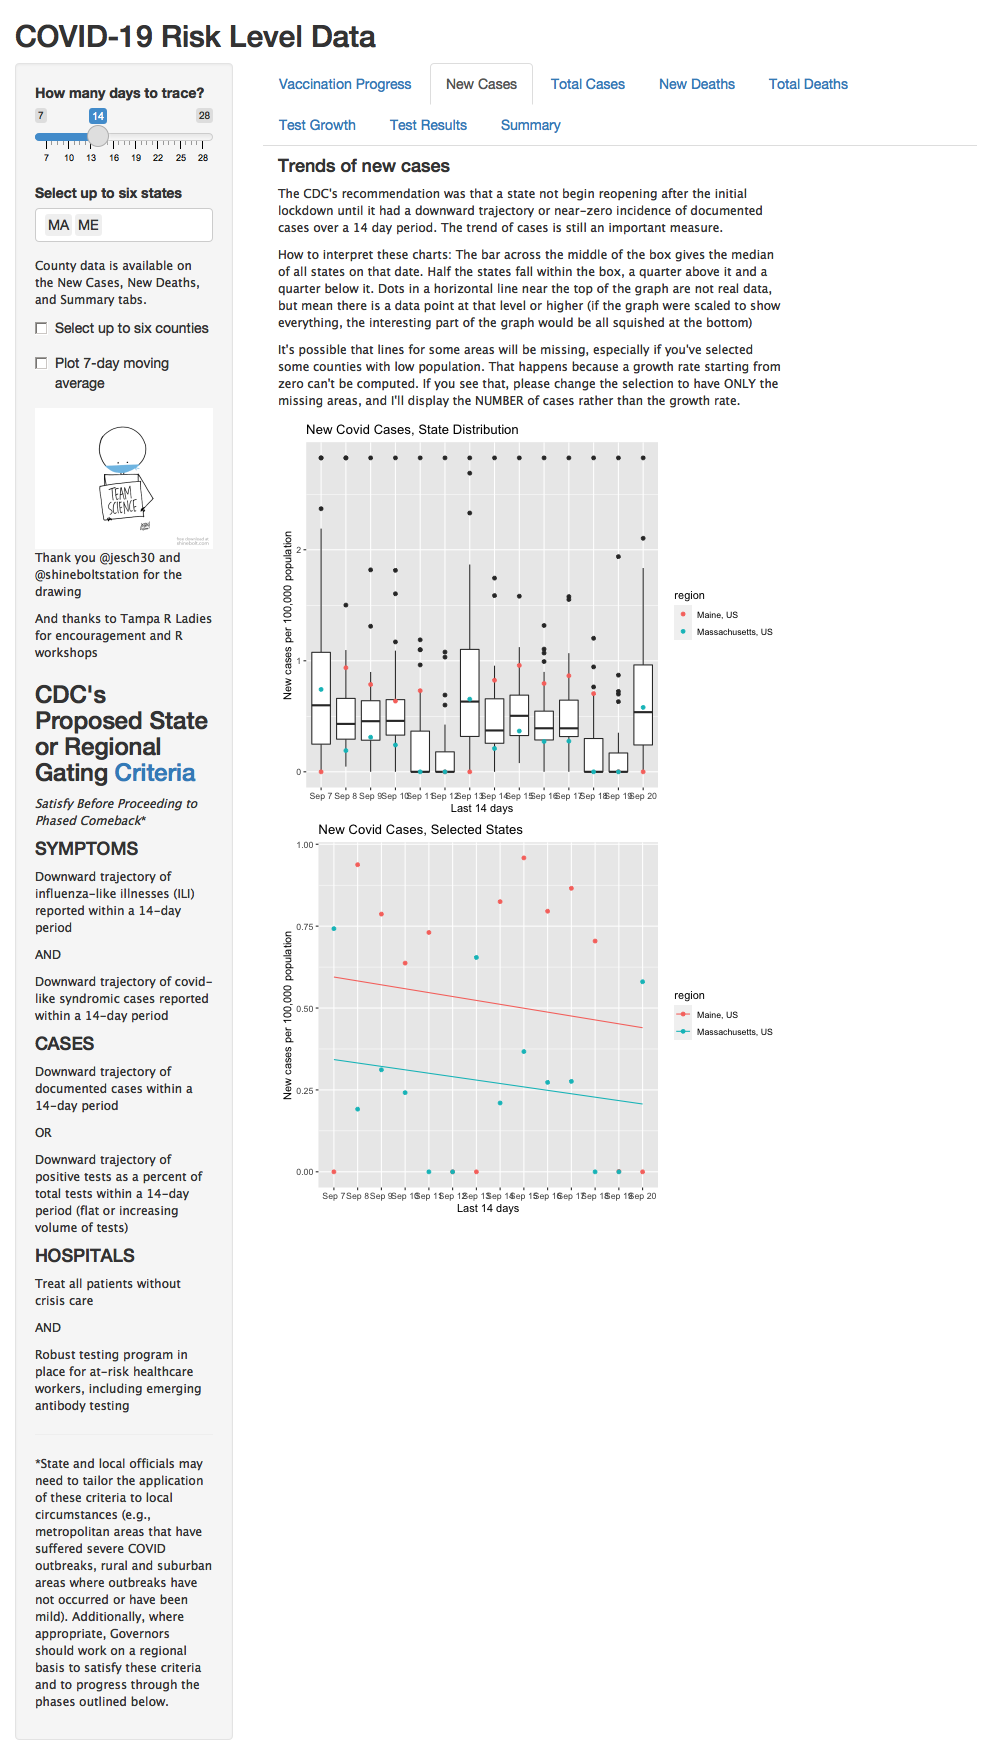 COVID-19 Risk Level Data
How many days to trace?
7 14 28
7 10 13 16 19 22 25 28
Select up to six states
MA ME
County data is available on
the New Cases, New Deaths,
and Summary tabs.
Select up to six counties
Plot 7-day moving
average
TEAM
SCIENCE
Thank you @jesch30 and
@shineboltstation for the
drawing
And thanks to Tampa R Ladies
for encouragement and R
workshops
CDC's
Proposed State
or Regional
Gating Criteria
Satisfy Before Proceeding to
Phased Comeback*
SYMPTOMS
Downward trajectory of
influenza-like illnesses (ILI)
reported within a 14-day
period
AND
Downward trajectory of covid-
like syndromic cases reported
within a 14-day period
CASES
Downward trajectory of
documented cases within a
14-day period
OR
Downward trajectory of
positive tests as a percent of
total tests within a 14-day
period (flat or increasing
volume of tests)
HOSPITALS
Treat all patients without
crisis care
AND
Robust testing program in
place for at-risk healthcare
workers, including emerging
antibody testing
*State and local officials may
need to tailor the application
of these criteria to local
circumstances (e.g.,
metropolitan areas that have
suffered severe COVID
outbreaks, rural and suburban
areas where outbreaks have
not occurred or have been
mild). Additionally, where
appropriate, Governors
should work on a regional
basis to satisfy these criteria
and to progress through the
phases outlined below.
Vaccination Progress New Cases Total Cases New Deaths Total Deaths
Test Growth Test Results Summary
Trends of new cases
The CDC's recommendation was that a state not begin reopening after the initial
lockdown until it had a downward trajectory or near-zero incidence of documented
cases over a 14 day period. The trend of cases is still an important measure.
How to interpret these charts: The bar across the middle of the box gives the median
of all states on that date. Half the states fall within the box, a quarter above it and a
quarter below it. Dots in a horizontal line near the top of the graph are not real data,
but mean there is a data point at that level or higher (if the graph were scaled to show
everything, the interesting part of the graph would be all squished at the bottom)
It's possible that lines for some areas will be missing, especially if you've selected
some counties with low population. That happens because a growth rate starting from
zero can't be computed. If you see that, please change the selection to have ONLY the
missing areas, and I'll display the NUMBER of cases rather than the growth rate.
New Covid Cases, State Distribution
New cases per 100,000 population
2
1
0
Sep 7 Sep 8 Sep 9 Sep 10 Sep 11 Sep 12 Sep 13 Sep 14 Sep 15 Sep 16 Sep 17 Sep 18 Sep 19 Sep 20
Last 14 days
region
Maine, US
Massachusetts, US
New Covid Cases, Selected States
New cases per 100,000 population
1.00
0.75
0.50
0.25
0.00
Sep 7 Sep 8 Sep 9 Sep 10 Sep 11 Sep 12 Sep 13 Sep 14 Sep 15 Sep 16 Sep 17 Sep 18 Sep 19 Sep 20
Last 14 days
region
Maine, US
Massachusetts, US